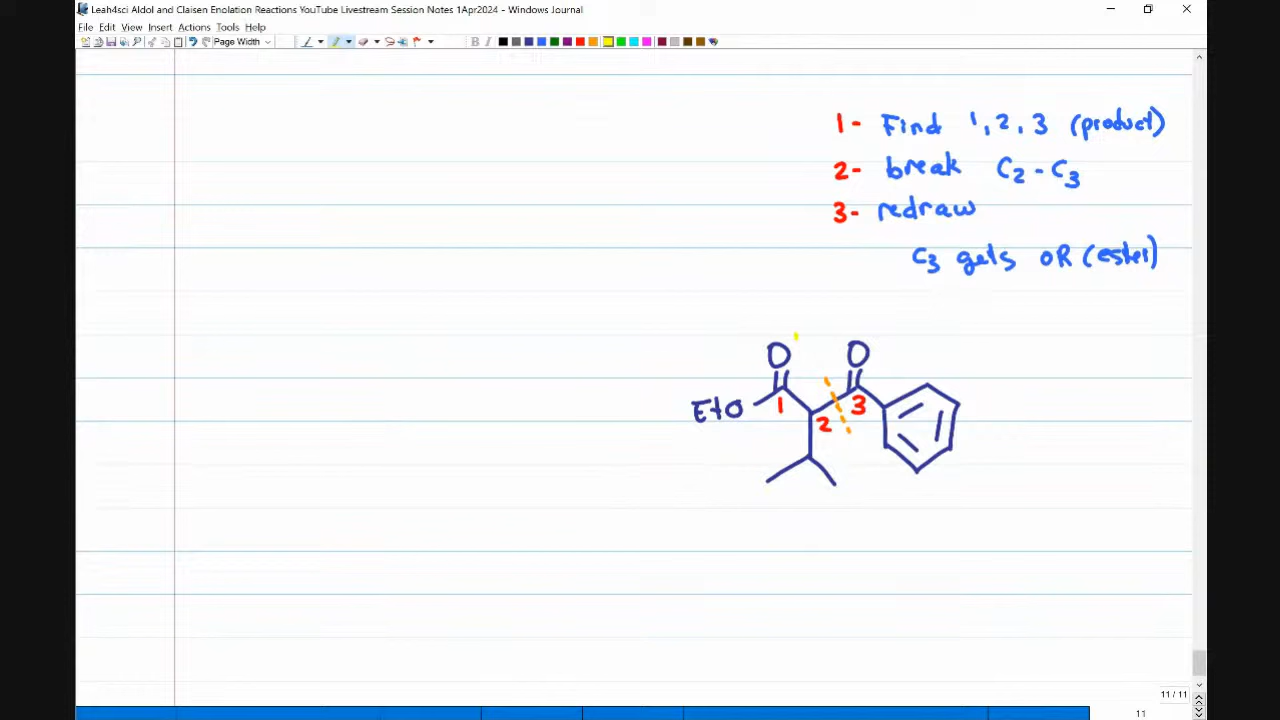 Leah4sci Aldol and Claisen Enolation Reactions YouTube Livestream Session Notes 1Apr2024 - Windows Journal
File Edit View Insert Actions Tools Help
Page Width
B I
1- Find 1, 2, 3 (product)
2- break C2 - C3
3- redraw
C3 gets OR (ester)
O O
EtO 1 2 3
11 / 11
11